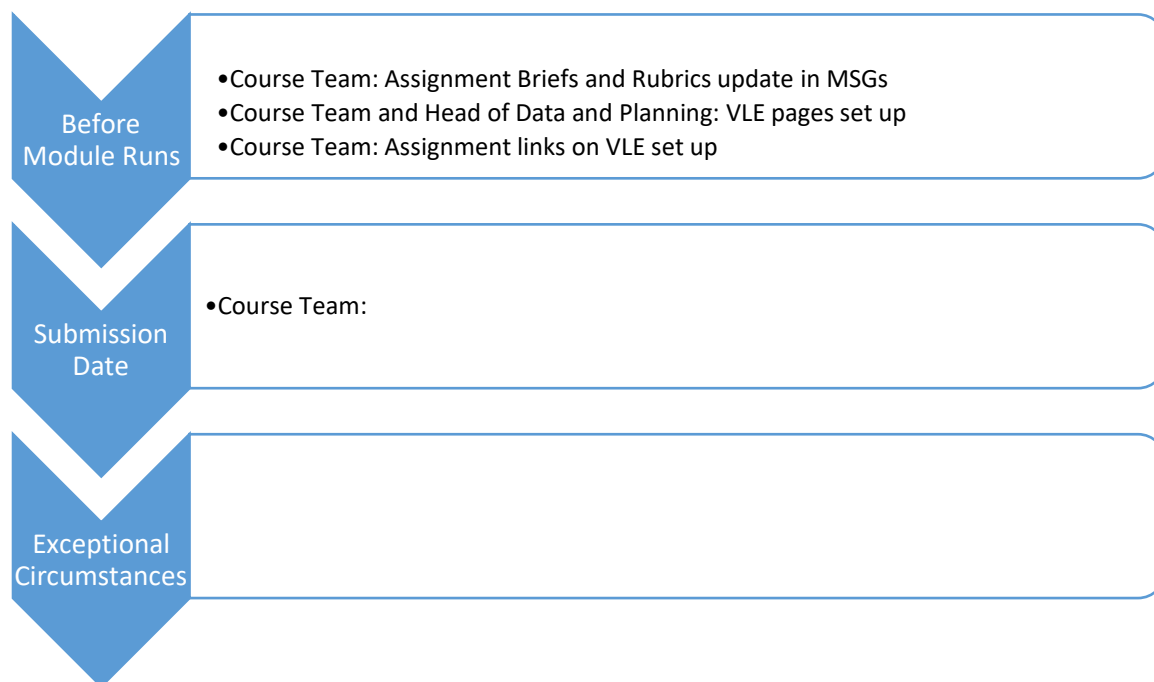 Before
Module Runs
•Course Team: Assignment Briefs and Rubrics update in MSGs
•Course Team and Head of Data and Planning: VLE pages set up
•Course Team: Assignment links on VLE set up
Submission
Date
•Course Team:
Exceptional
Circumstances